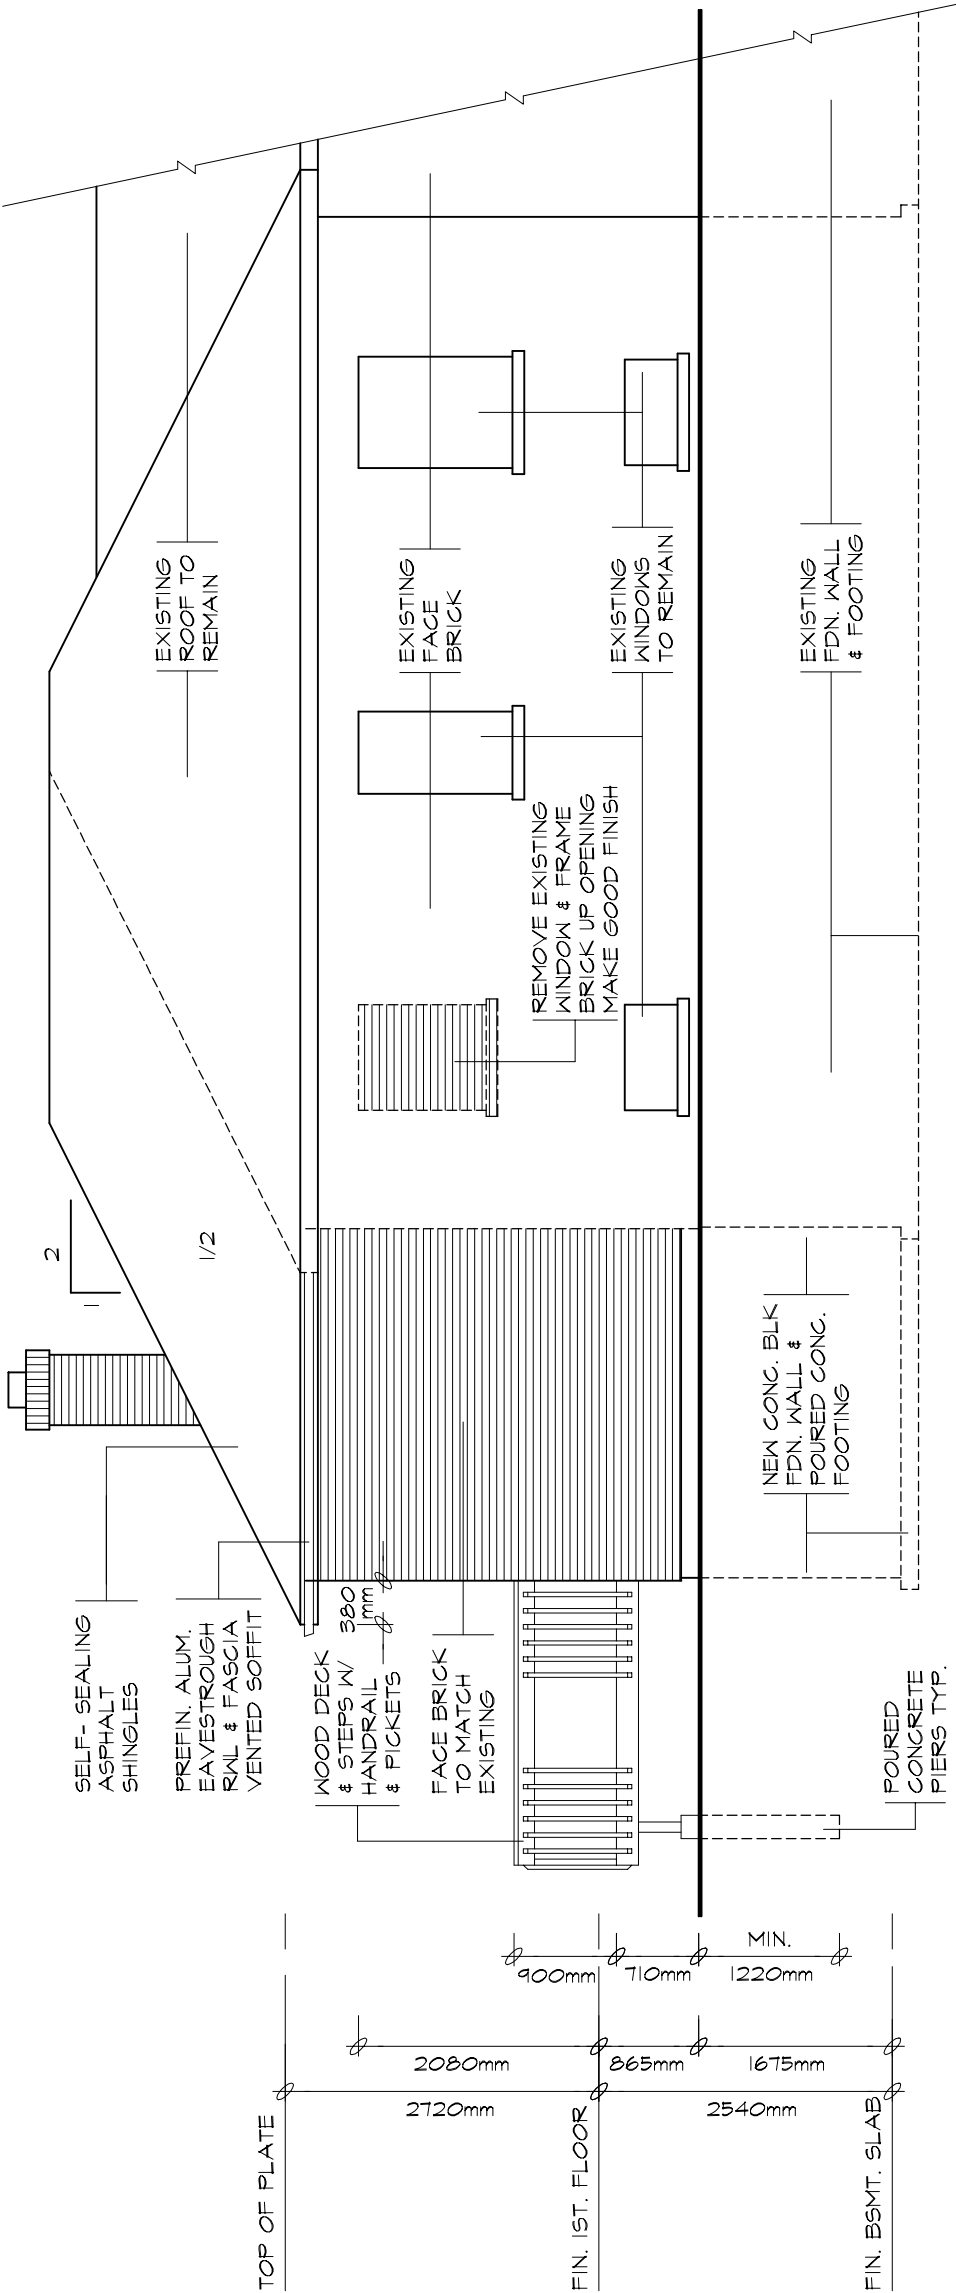 2
1
1/2
SELF- SEALING
ASPHALT
SHINGLES
PREFIN. ALUM.
EAVESTROUGH
RWL & FASCIA
VENTED SOFFIT
380
mm
WOOD DECK
& STEPS W/
HANDRAIL
& PICKETS
FACE BRICK
TO MATCH
EXISTING
EXISTING
ROOF TO
REMAIN
EXISTING
FACE
BRICK
REMOVE EXISTING
WINDOW & FRAME
BRICK UP OPENING
MAKE GOOD FINISH
EXISTING
WINDOWS
TO REMAIN
EXISTING
FDN. WALL
& FOOTING
NEW CONC. BLK
FDN. WALL &
POURED CONC.
FOOTING
POURED
CONCRETE
PIERS TYP.
TOP OF PLATE
FIN. 1ST. FLOOR
FIN. BSMT. SLAB
2720mm
2540mm
2080mm
865mm
1675mm
900mm
710mm
MIN.
1220mm